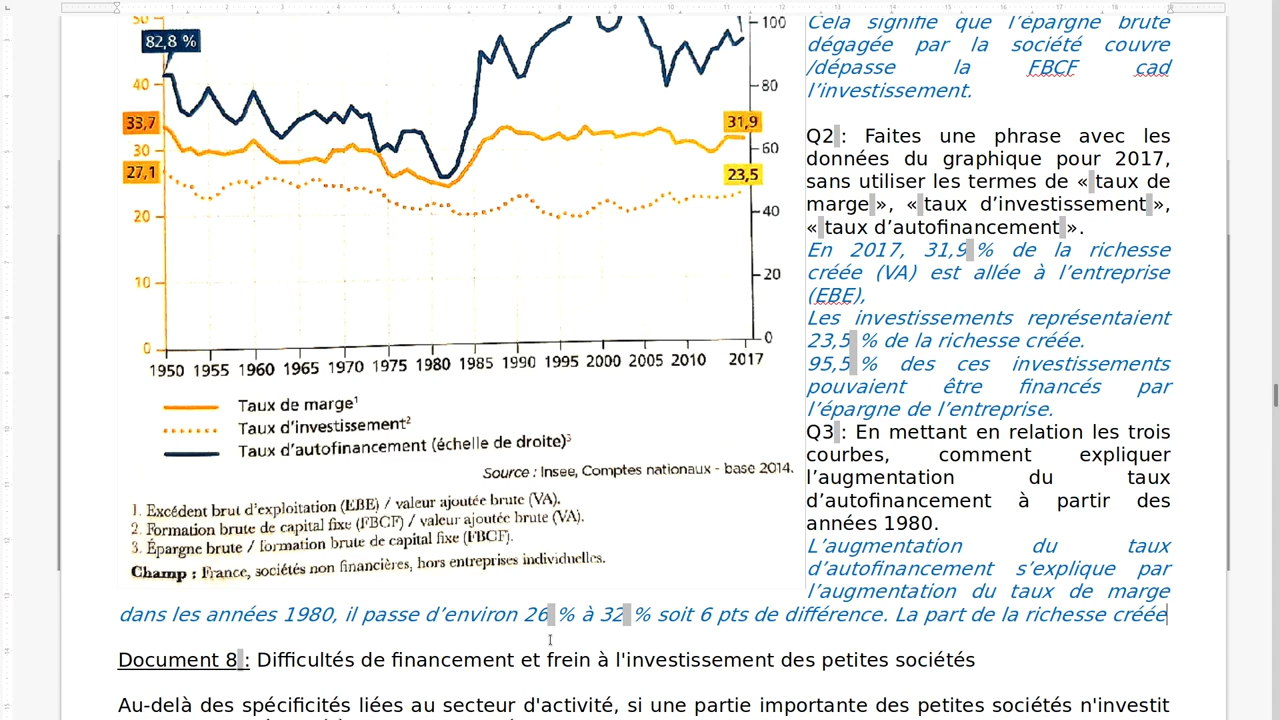 50
100
82,8 %
40
80
33,7
31,9
30
60
27,1
23,5
20
40
10
20
0
0
1950 1955 1960 1965 1970 1975 1980 1985 1990 1995 2000 2005 2010 2017
Taux de marge¹
Taux d'investissement²
Taux d'autofinancement (échelle de droite)³
Source : Insee, Comptes nationaux - base 2014.
1. Excédent brut d'exploitation (EBE) / valeur ajoutée brute (VA).
2. Formation brute de capital fixe (FBCF) / valeur ajoutée brute (VA).
3. Épargne brute / formation brute de capital fixe (FBCF).
Champ : France, sociétés non financières, hors entreprises individuelles.
Cela signifie que l'épargne brute
dégagée par la société couvre
/dépasse la FBCF cad
l'investissement.
Q2 : Faites une phrase avec les
données du graphique pour 2017,
sans utiliser les termes de « taux de
marge », « taux d'investissement »,
« taux d'autofinancement ».
En 2017, 31,9 % de la richesse
créée (VA) est allée à l'entreprise
(EBE),
Les investissements représentaient
23,5 % de la richesse créée.
95,5 % des ces investissements
pouvaient être financés par
l'épargne de l'entreprise.
Q3 : En mettant en relation les trois
courbes, comment expliquer
l'augmentation du taux
d'autofinancement à partir des
années 1980.
L'augmentation du taux
d'autofinancement s'explique par
l'augmentation du taux de marge
dans les années 1980, il passe d'environ 26 % à 32 % soit 6 pts de différence. La part de la richesse créée
Document 8 : Difficultés de financement et frein à l'investissement des petites sociétés
Au-delà des spécificités liées au secteur d'activité, si une partie importante des petites sociétés n'investit